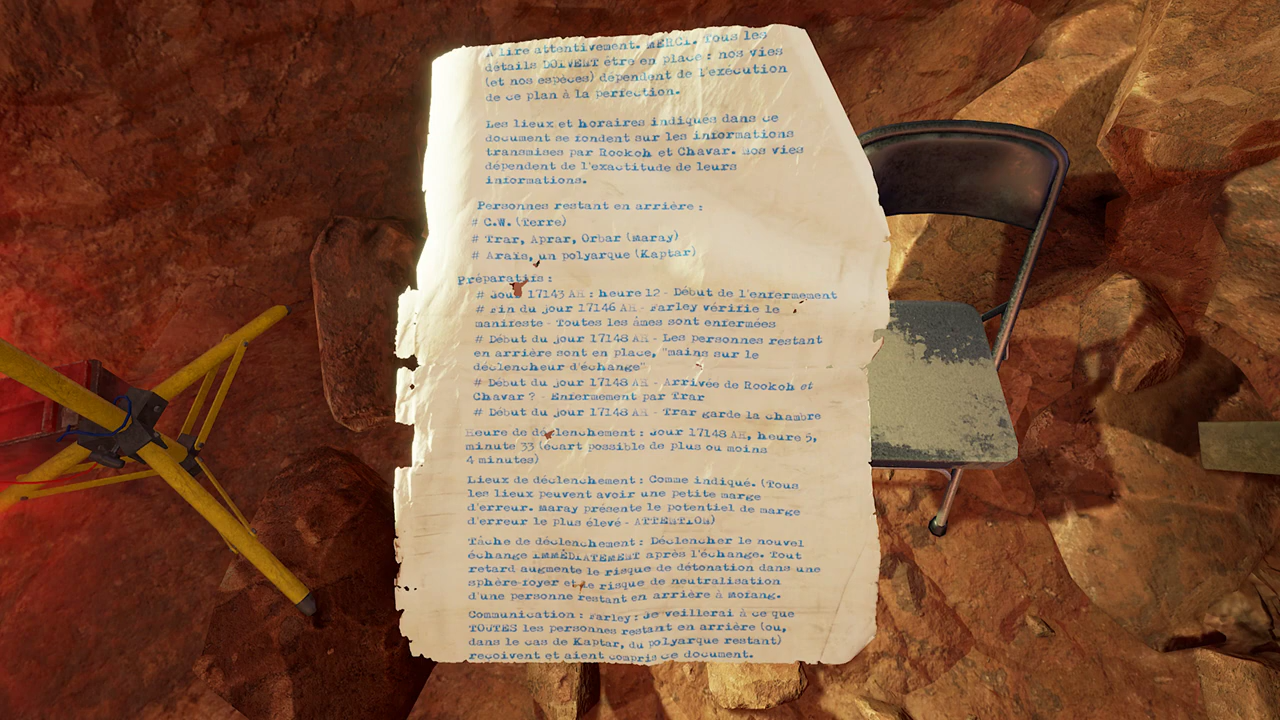 A lire attentivement. MERCI. Tous les
détails DOIVENT être en place : nos vies
(et nos espèces) dépendent de l'exécution
de ce plan à la perfection.
Les lieux et horaires indiqués dans ce
document se fondent sur les informations
transmises par Rookoh et Chavar. Nos vies
dépendent de l'exactitude de leurs
informations.
Personnes restant en arrière :
# C.W. (Terre)
# Trar, Aprar, Orbar (Maray)
# Araïs, un polyarque (Kaptar)
Préparatifs :
# Jour 17143 AH : heure 12 - Début de l'enfermement
# Fin du jour 17146 AH - Farley vérifie le
manifeste - Toutes les âmes sont enfermées
# Début du jour 17148 AH - Les personnes restant
en arrière sont en place, "mains sur le
déclencheur d'échange"
# Début du jour 17148 AH - Arrivée de Rookoh et
Chavar ? - Enfermement par Trar
# Début du jour 17148 AH - Trar garde la chambre
Heure de déclenchement : Jour 17148 AH, heure 5,
minute 33 (écart possible de plus ou moins
4 minutes)
Lieux de déclenchement : Comme indiqué. (Tous
les lieux peuvent avoir une petite marge
d'erreur. Maray présente le potentiel de marge
d'erreur le plus élevé - ATTENTION)
Tâche de déclenchement : Déclencher le nouvel
échange IMMÉDIATEMENT après l'échange. Tout
retard augmente le risque de détonation dans une
sphère-foyer et le risque de neutralisation
d'une personne restant en arrière à Mofang.
Communication : Farley : Je veillerai à ce que
TOUTES les personnes restant en arrière (ou,
dans le cas de Kaptar, du polyarque restant)
reçoivent et aient compris ce document.